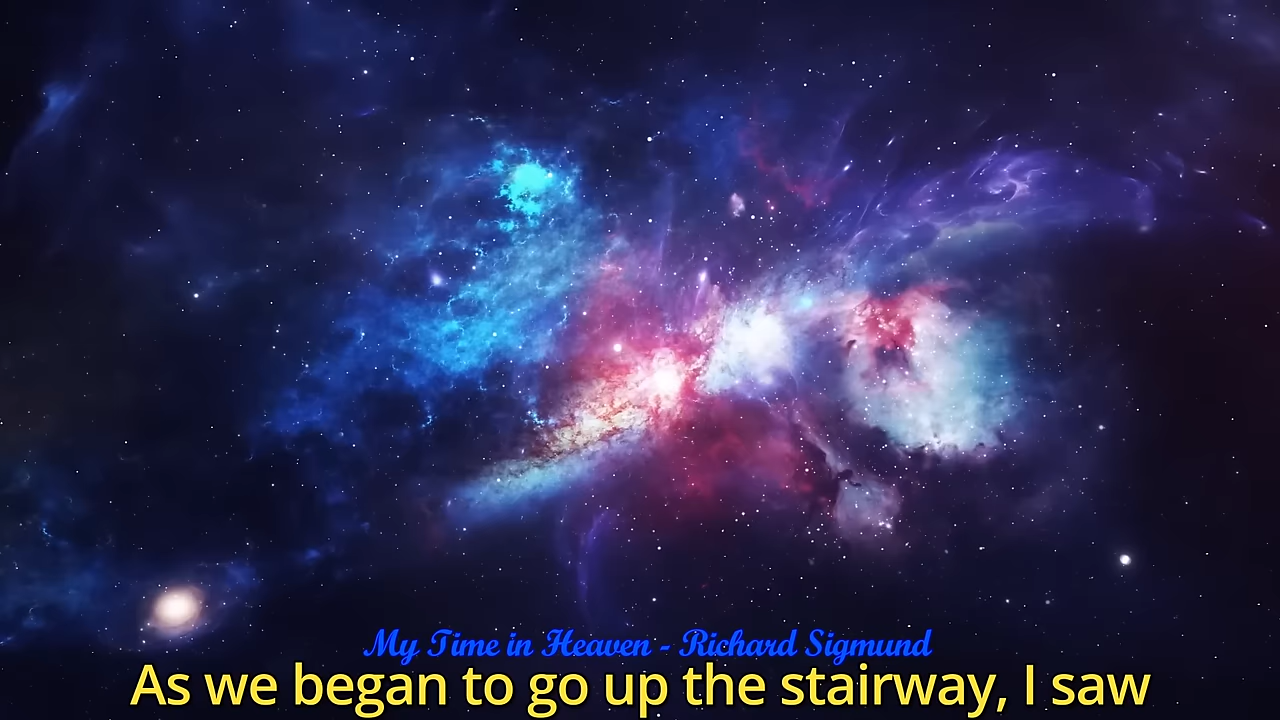 My Time in Heaven - Richard Sigmund
As we began to go up the stairway, I saw